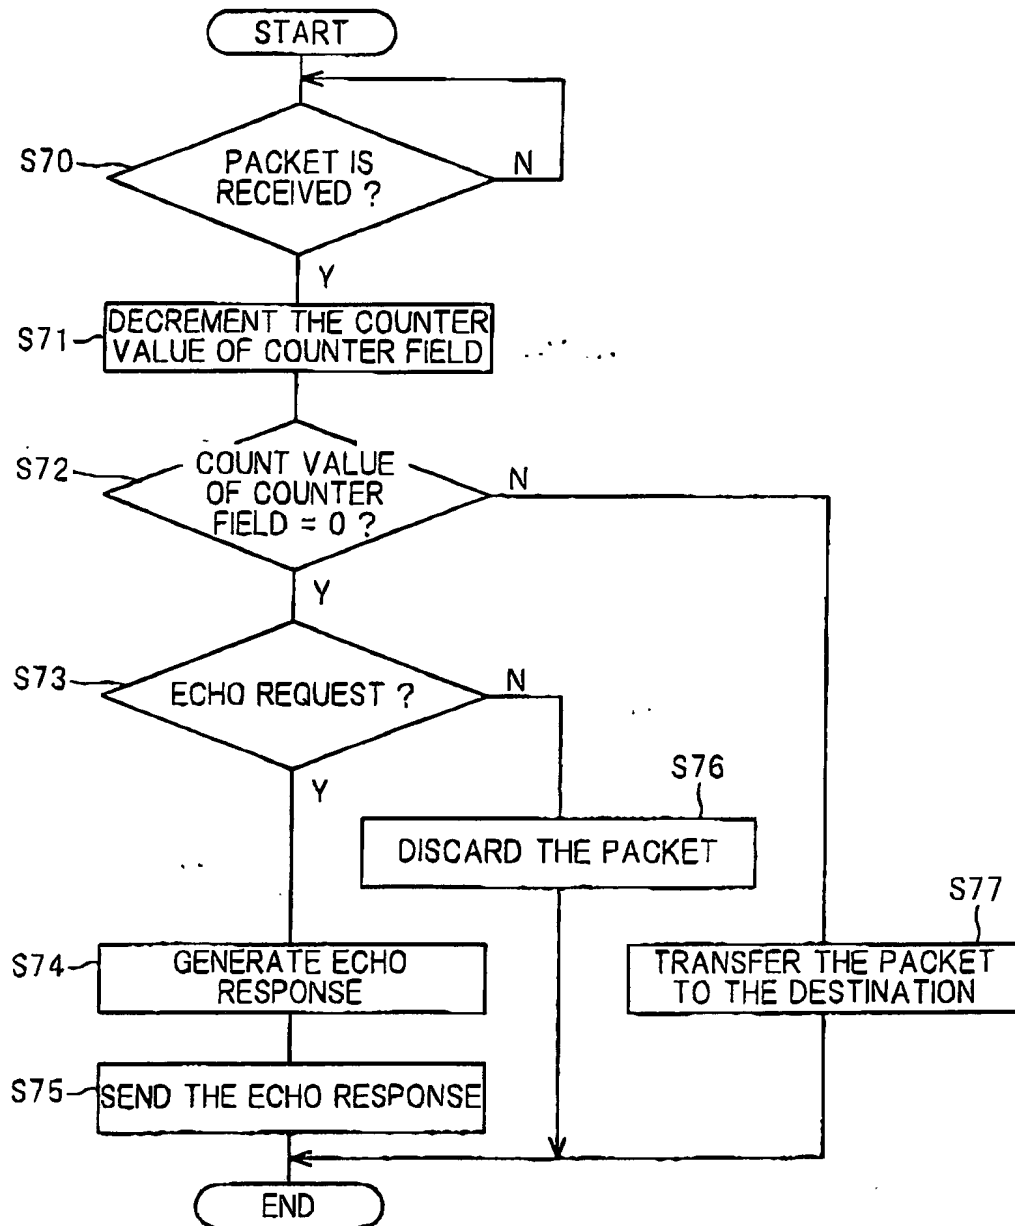 START
S70
PACKET IS
RECEIVED ?
N
Y
S71
DECREMENT THE COUNTER
VALUE OF COUNTER FIELD
S72
COUNT VALUE
OF COUNTER
FIELD = 0 ?
N
Y
S73
ECHO REQUEST ?
N
Y
S76
DISCARD THE PACKET
S77
TRANSFER THE PACKET
TO THE DESTINATION
S74
GENERATE ECHO
RESPONSE
S75
SEND THE ECHO RESPONSE
END